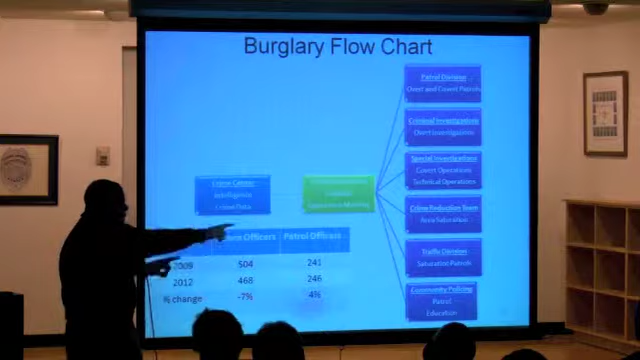 Burglary Flow Chart
Patrol Division
Overt and Covert Patrols
Criminal Investigations
Overt Investigations
Special Investigations
Covert Operations
Technical Operations
Crime Reduction Team
Area Saturation
Traffic Division
Saturation Patrols
Community Policing
Patrol
Education
Crime Center
Intelligence
Crime Data
Officers Patrol Officers
2009 504 241
2012 468 246
% change -7% 4%